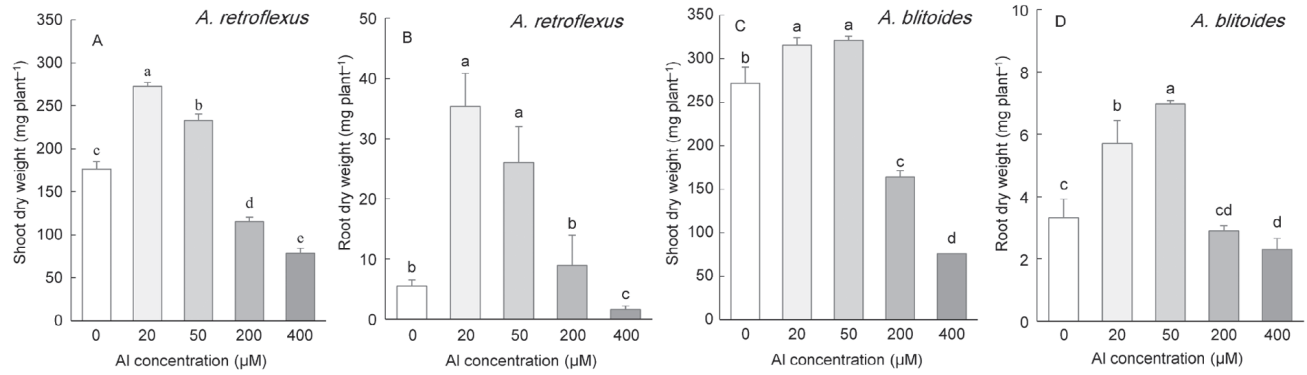 A. retroflexus
A
Shoot dry weight (mg plant⁻¹)
350
300
250
200
150
100
50
0
c
a
b
d
e
0 20 50 200 400
Al concentration (µM)
A. retroflexus
B
Root dry weight (mg plant⁻¹)
50
40
30
20
10
0
b
a
a
b
c
0 20 50 200 400
Al concentration (µM)
A. blitoides
C
Shoot dry weight (mg plant⁻¹)
350
300
250
200
150
100
50
0
b
a
a
c
d
0 20 50 200 400
Al concentration (µM)
A. blitoides
D
Root dry weight (mg plant⁻¹)
10
8
6
4
2
0
c
b
a
cd
d
0 20 50 200 400
Al concentration (µM)